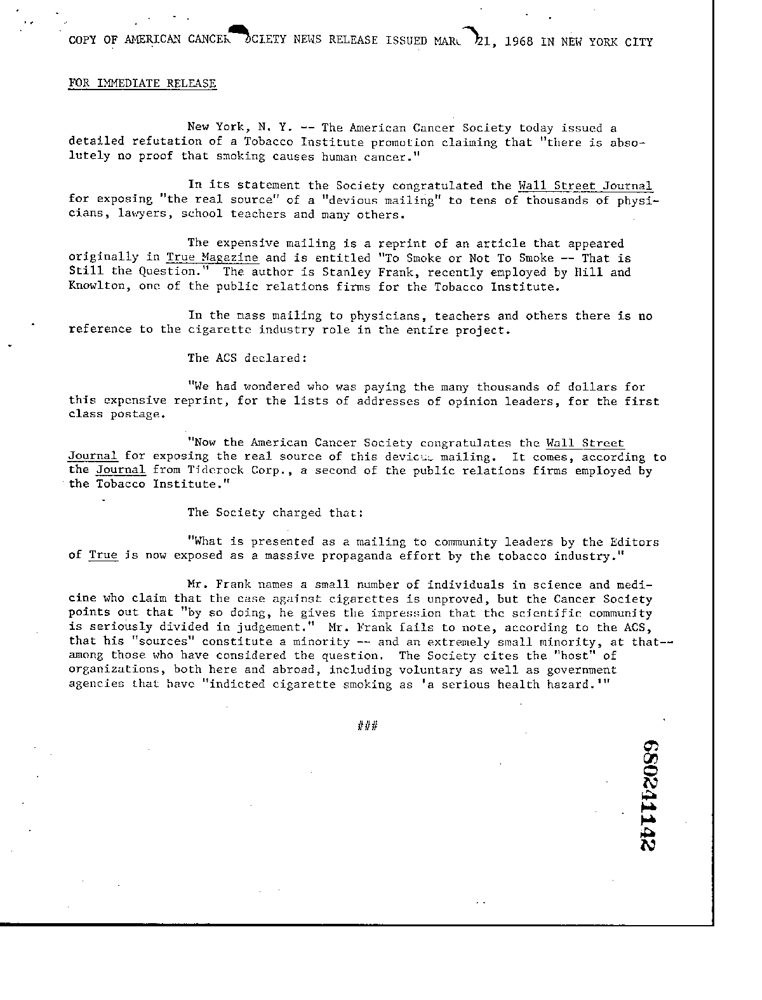 COPY OF AMERICAN CANCER SOCIETY NEWS RELEASE ISSUED MARCH 21, 1968 IN NEW YORK CITY
FOR IMMEDIATE RELEASE
New York, N. Y. -- The American Cancer Society today issued a
detailed refutation of a Tobacco Institute promotion claiming that "there is abso-
lutely no proof that smoking causes human cancer."
In its statement the Society congratulated the Wall Street Journal
for exposing "the real source" of a "devious mailing" to tens of thousands of physi-
cians, lawyers, school teachers and many others.
The expensive mailing is a reprint of an article that appeared
originally in True Magazine and is entitled "To Smoke or Not To Smoke -- That is
Still the Question." The author is Stanley Frank, recently employed by Hill and
Knowlton, one of the public relations firms for the Tobacco Institute.
In the mass mailing to physicians, teachers and others there is no
reference to the cigarette industry role in the entire project.
The ACS declared:
"We had wondered who was paying the many thousands of dollars for
this expensive reprint, for the lists of addresses of opinion leaders, for the first
class postage.
"Now the American Cancer Society congratulates the Wall Street
Journal for exposing the real source of this devious mailing. It comes, according to
the Journal from Tiderock Corp., a second of the public relations firms employed by
the Tobacco Institute."
The Society charged that:
"What is presented as a mailing to community leaders by the Editors
of True is now exposed as a massive propaganda effort by the tobacco industry."
Mr. Frank names a small number of individuals in science and medi-
cine who claim that the case against cigarettes is unproved, but the Cancer Society
points out that "by so doing, he gives the impression that the scientific community
is seriously divided in judgement." Mr. Frank fails to note, according to the ACS,
that his "sources" constitute a minority -- and an extremely small minority, at that--
among those who have considered the question. The Society cites the "host" of
organizations, both here and abroad, including voluntary as well as government
agencies that have "indicted cigarette smoking as 'a serious health hazard.'"
###
680241142